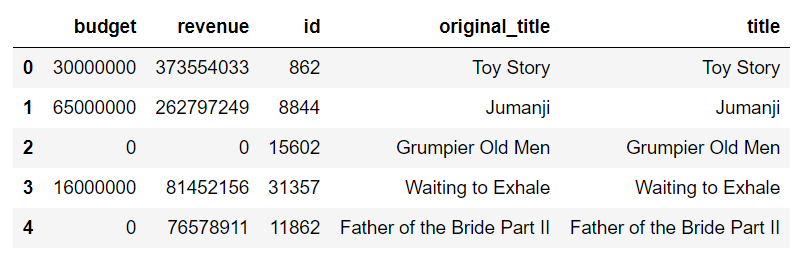 budget revenue id original_title title
0 30000000 373554033 862 Toy Story Toy Story
1 65000000 262797249 8844 Jumanji Jumanji
2 0 0 15602 Grumpier Old Men Grumpier Old Men
3 16000000 81452156 31357 Waiting to Exhale Waiting to Exhale
4 0 76578911 11862 Father of the Bride Part II Father of the Bride Part II